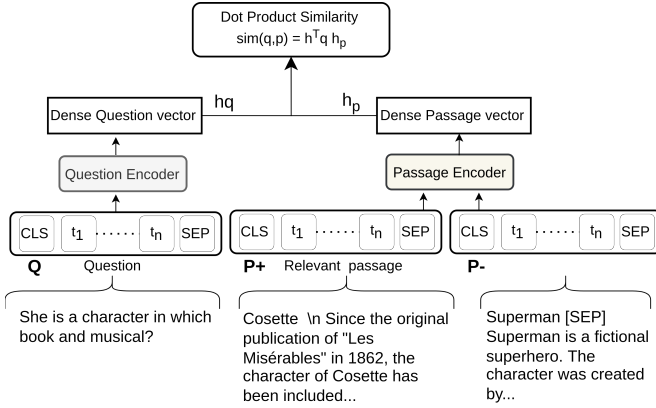 Dot Product Similarity
sim(q,p) = hᵀq hₚ
hq
hₚ
Dense Question vector
Dense Passage vector
Question Encoder
Passage Encoder
CLS t₁ ...... tₙ SEP
CLS t₁ ...... tₙ SEP
CLS t₁ ...... tₙ SEP
Q Question
P+ Relevant passage
P-
She is a character in which
book and musical?
Cosette \n Since the original
publication of "Les
Misérables" in 1862, the
character of Cosette has
been included...
Superman [SEP]
Superman is a fictional
superhero. The
character was created
by...